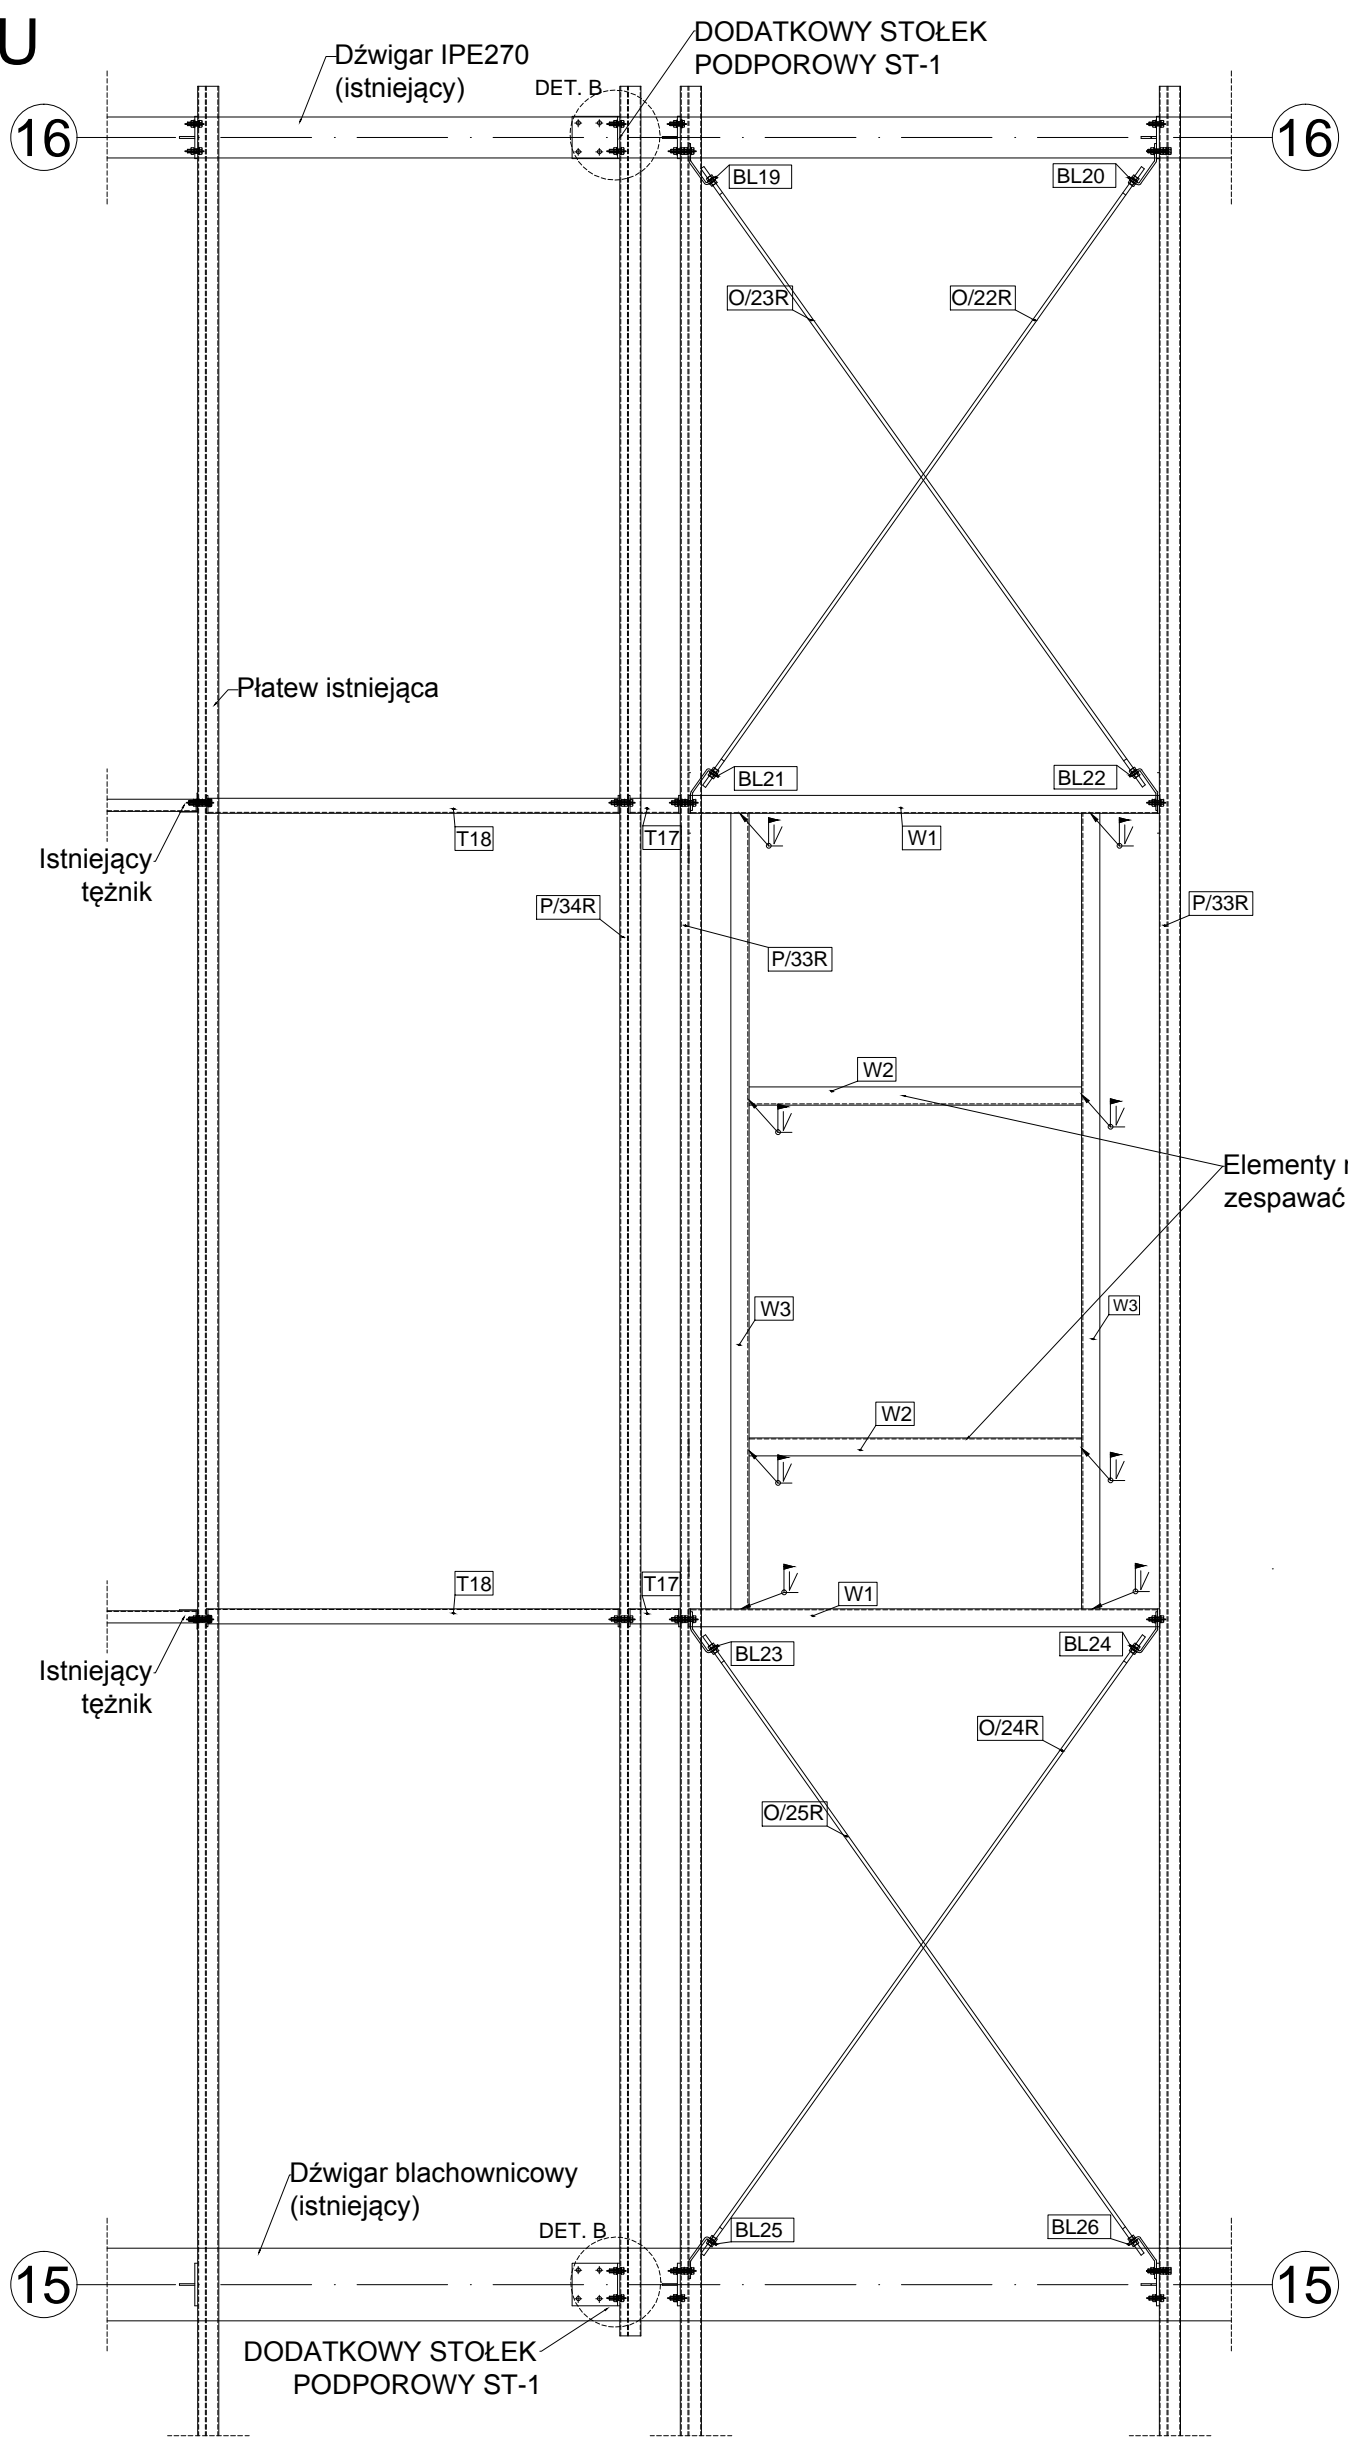 U
DODATKOWY STOŁEK
PODPOROWY ST-1
Dźwigar IPE270
(istniejący)
DET. B
16
16
BL19
BL20
O/23R
O/22R
Płatew istniejąca
BL21
BL22
T18
T17
W1
Istniejący
tężnik
P/34R
P/33R
P/33R
W2
Elementy
zespawać
W3
W3
W2
T18
T17
W1
BL23
BL24
Istniejący
tężnik
O/24R
O/25R
Dźwigar blachownicowy
(istniejący)
DET. B
BL25
BL26
15
15
DODATKOWY STOŁEK
PODPOROWY ST-1